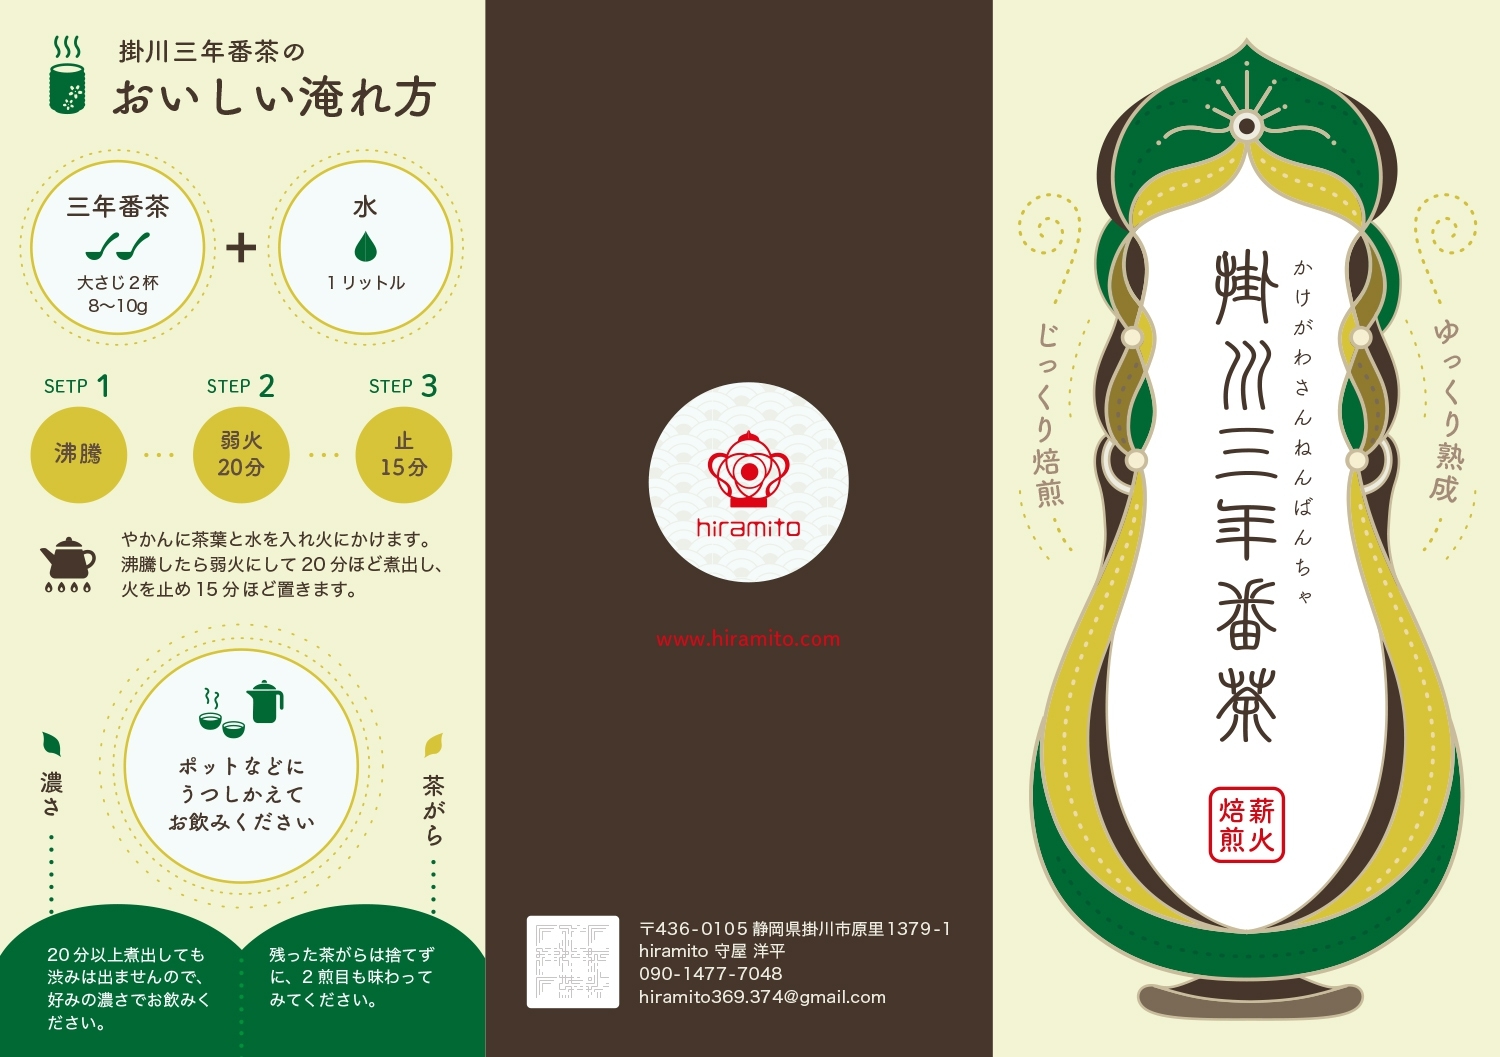 掛川三年番茶の
おいしい淹れ方
三年番茶
大さじ2杯
8〜10g
+
水
1リットル
SETP 1
沸騰
STEP 2
弱火
20分
STEP 3
止
15分
やかんに茶葉と水を入れ火にかけます。
沸騰したら弱火にして20分ほど煮出し、
火を止め15分ほど置きます。
ポットなどに
うつしかえて
お飲みください
濃さ
茶がら
20分以上煮出しても
渋みは出ませんので、
好みの濃さでお飲みく
ださい。
残った茶がらは捨てず
に、2煎目も味わって
みてください。
hiramito
www.hiramito.com
〒436-0105 静岡県掛川市原里1379-1
hiramito 守屋 洋平
090-1477-7048
hiramito369.374@gmail.com
ゆっくり熟成
かけがわさんねんばんちゃ
掛川三年番茶
じっくり焙煎
薪火
焙煎